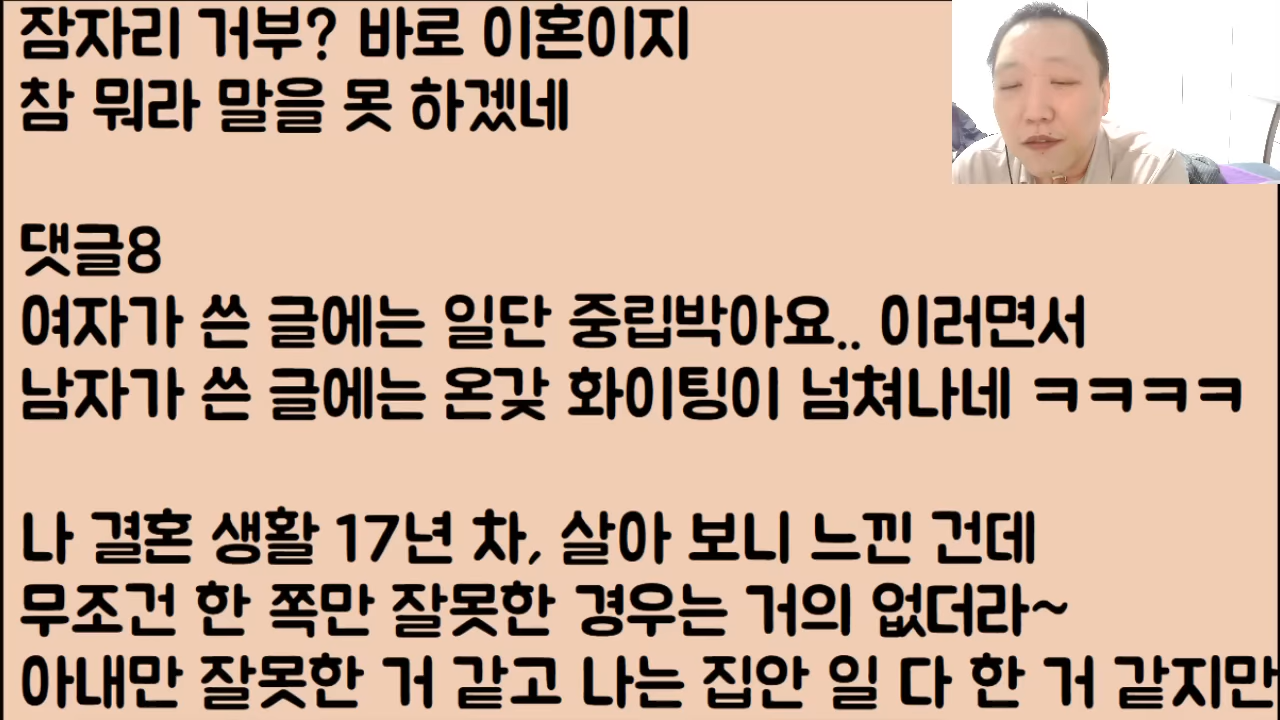 잠자리 거부? 바로 이혼이지
참 뭐라 말을 못 하겠네
댓글8
여자가 쓴 글에는 일단 중립박아요.. 이러면서
남자가 쓴 글에는 온갖 화이팅이 넘쳐나네 ㅋㅋㅋㅋ
나 결혼 생활 17년 차, 살아 보니 느낀 건데
무조건 한 쪽만 잘못한 경우는 거의 없더라~
아내만 잘못한 거 같고 나는 집안 일 다 한 거 같지만